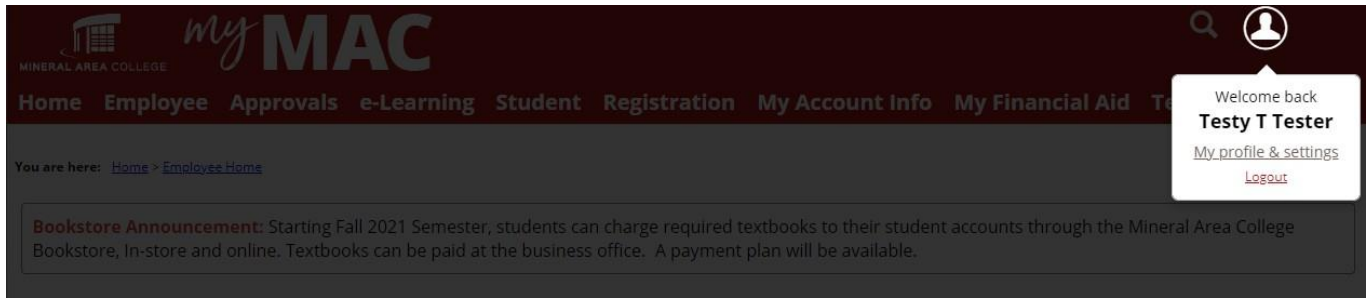 MINERAL AREA COLLEGE
my MAC
Home Employee Approvals e-Learning Student Registration My Account Info My Financial Aid
Welcome back
Testy T Tester
My profile & settings
Logout
You are here: Home > Employee Home
Bookstore Announcement: Starting Fall 2021 Semester, students can charge required textbooks to their student accounts through the Mineral Area College
Bookstore, In-store and online. Textbooks can be paid at the business office. A payment plan will be available.